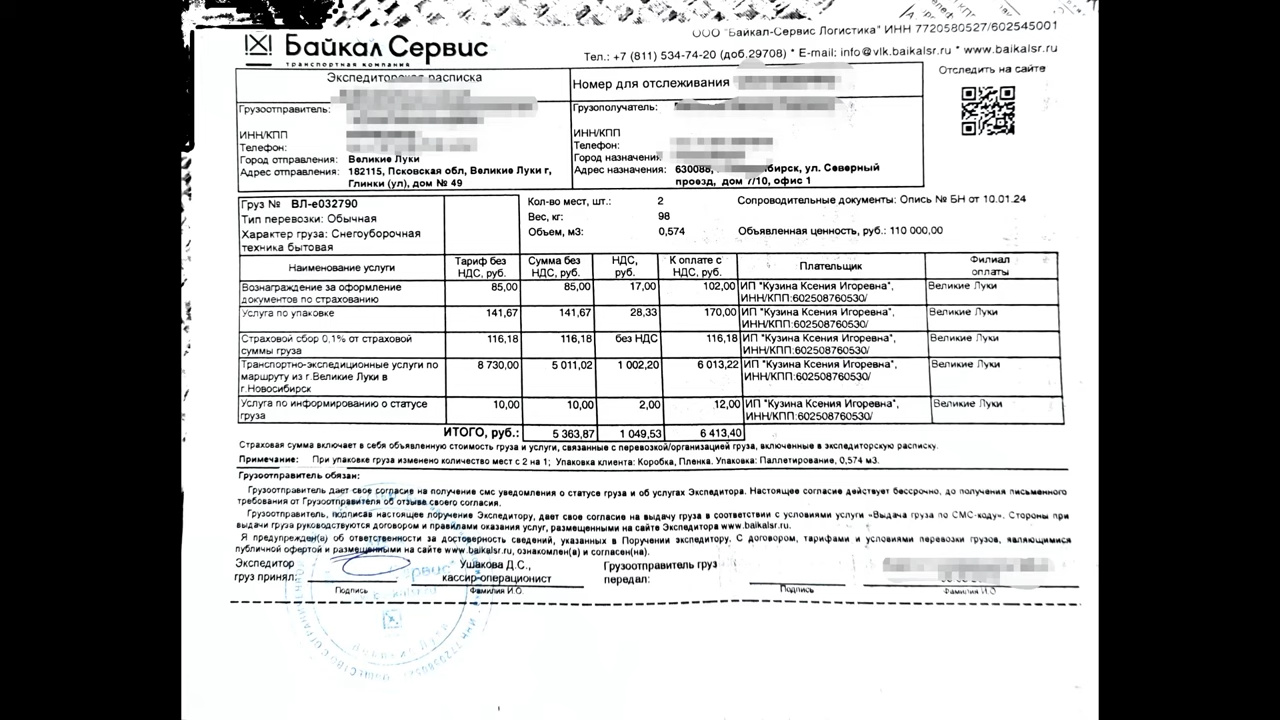 ООО "Байкал-Сервис Логистика" ИНН 7720580527/602545001
Байкал Сервис
транспортная компания
Тел.: +7 (811) 534-74-20 (доб.29708) * E-mail: info@vlk.baikalsr.ru * www.baikalsr.ru
Экспедиторская расписка
Номер для отслеживания
Отследить на сайте
Грузоотправитель:
Грузополучатель:
ИНН/КПП
ИНН/КПП
Телефон:
Телефон:
Город отправления: Великие Луки
Город назначения:
Адрес отправления: 182115, Псковская обл, Великие Луки г,
Глинки (ул), дом № 49
Адрес назначения: 630088, бирск, ул. Северный
проезд, дом 7/10, офис 1
Груз № ВЛ-е032790
Тип перевозки: Обычная
Характер груза: Снегоуборочная
техника бытовая
Кол-во мест, шт.: 2
Вес, кг: 98
Объем, м3: 0,574
Сопроводительные документы: Опись № БН от 10.01.24
Объявленная ценность, руб.: 110 000,00
Наименование услуги Тариф без НДС, руб. Сумма без НДС, руб. НДС, руб. К оплате с НДС, руб. Плательщик Филиал оплаты
Вознаграждение за оформление 85,00 85,00 17,00 102,00 ИП "Кузина Ксения Игоревна", Великие Луки
документов по страхованию ИНН/КПП:602508760530/
Услуга по упаковке 141,67 141,67 28,33 170,00 ИП "Кузина Ксения Игоревна", Великие Луки
ИНН/КПП:602508760530/
Страховой сбор 0,1% от страховой 116,18 116,18 без НДС 116,18 ИП "Кузина Ксения Игоревна", Великие Луки
суммы груза ИНН/КПП:602508760530/
Транспортно-экспедиционные услуги по 8 730,00 5 011,02 1 002,20 6 013,22 ИП "Кузина Ксения Игоревна", Великие Луки
маршруту из г.Великие Луки в ИНН/КПП:602508760530/
г.Новосибирск
Услуга по информированию о статусе 10,00 10,00 2,00 12,00 ИП "Кузина Ксения Игоревна", Великие Луки
груза ИНН/КПП:602508760530/
ИТОГО, руб.: 5 363,87 1 049,53 6 413,40
Страховая сумма включает в себя объявленную стоимость груза и услуги, связанные с перевозкой/организацией груза, включенные в экспедиторскую расписку.
Примечание: При упаковке груза изменено количество мест с 2 на 1; Упаковка клиента: Коробка, Пленка. Упаковка: Паллетирование, 0,574 м3.
Грузоотправитель обязан:
Грузоотправитель дает свое согласие на получение смс уведомления о статусе груза и об услугах Экспедитора. Настоящее согласие действует бессрочно, до получения письменного
требования от Грузоотправителя об отзыва своего согласия.
Грузоотправитель, подписав настоящее поручение Экспедитору, дает свое согласие на выдачу груза в соответствии с условиями услуги «Выдача груза по СМС-коду». Стороны при
выдачи груза руководствуются договором и правилами оказания услуг, размещенными на сайте Экспедитора www.baikalsr.ru.
Я предупрежден(а) об ответственности за достоверность сведений, указанных в Поручении экспедитору. С договором, тарифами и условиями перевозки грузов, являющимися
публичной офертой и размещенными на сайте www.baikalsr.ru, ознакомлен(а) и согласен(на).
Экспедитор
груз принял:
Ушакова Д.С.,
кассир-операционист
Грузоотправитель груз
передал:
Подпись Фамилия И.О. Подпись Фамилия И.О